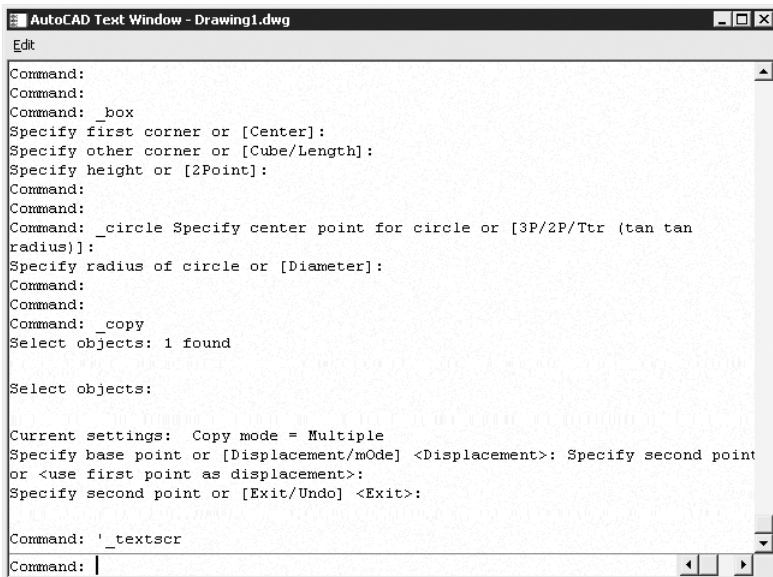 AutoCAD Text Window - Drawing1.dwg
Edit
Command:
Command:
Command: _box
Specify first corner or [Center]:
Specify other corner or [Cube/Length]:
Specify height or [2Point]:
Command:
Command:
Command: _circle Specify center point for circle or [3P/2P/Ttr (tan tan
radius)]:
Specify radius of circle or [Diameter]:
Command:
Command:
Command: _copy
Select objects: 1 found
Select objects:
Current settings:  Copy mode = Multiple
Specify base point or [Displacement/mOde] <Displacement>: Specify second point
or <use first point as displacement>:
Specify second point or [Exit/Undo] <Exit>:
Command: '_textscr
Command: